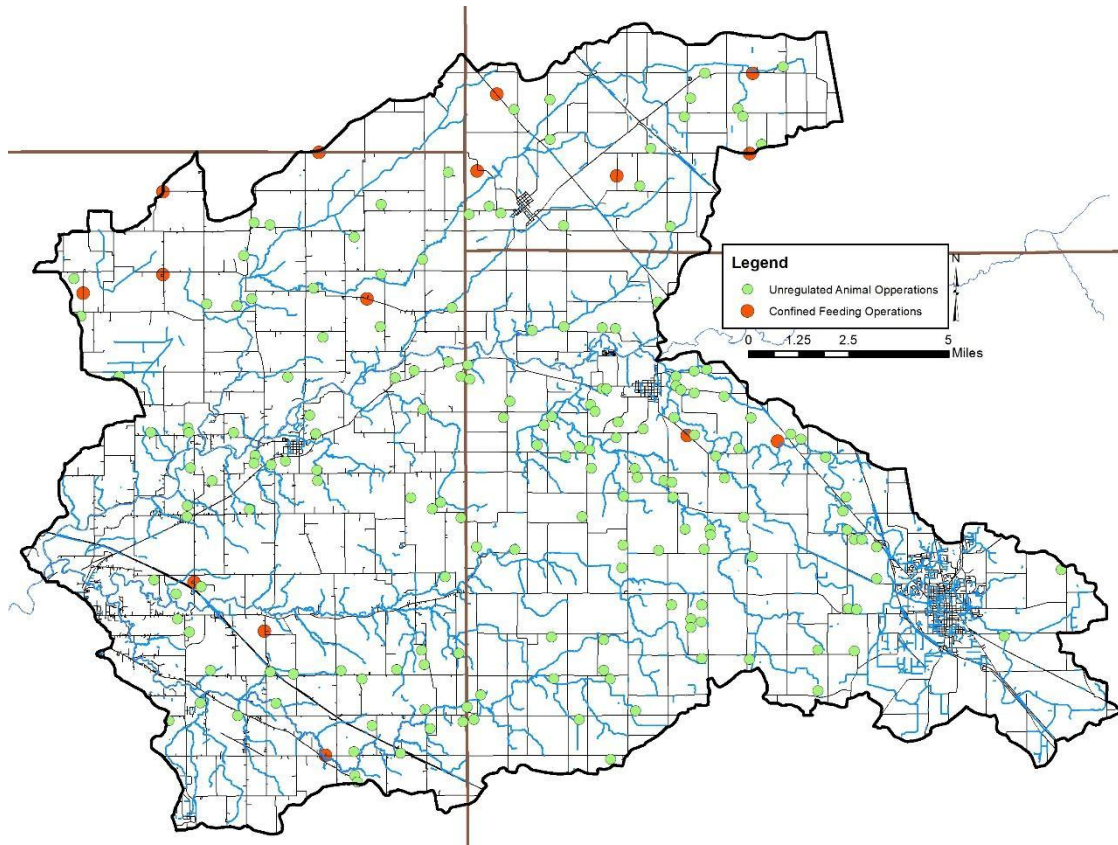 Legend
Unregulated Animal Opperations
Confined Feeding Operations
N
0 1.25 2.5 5
Miles